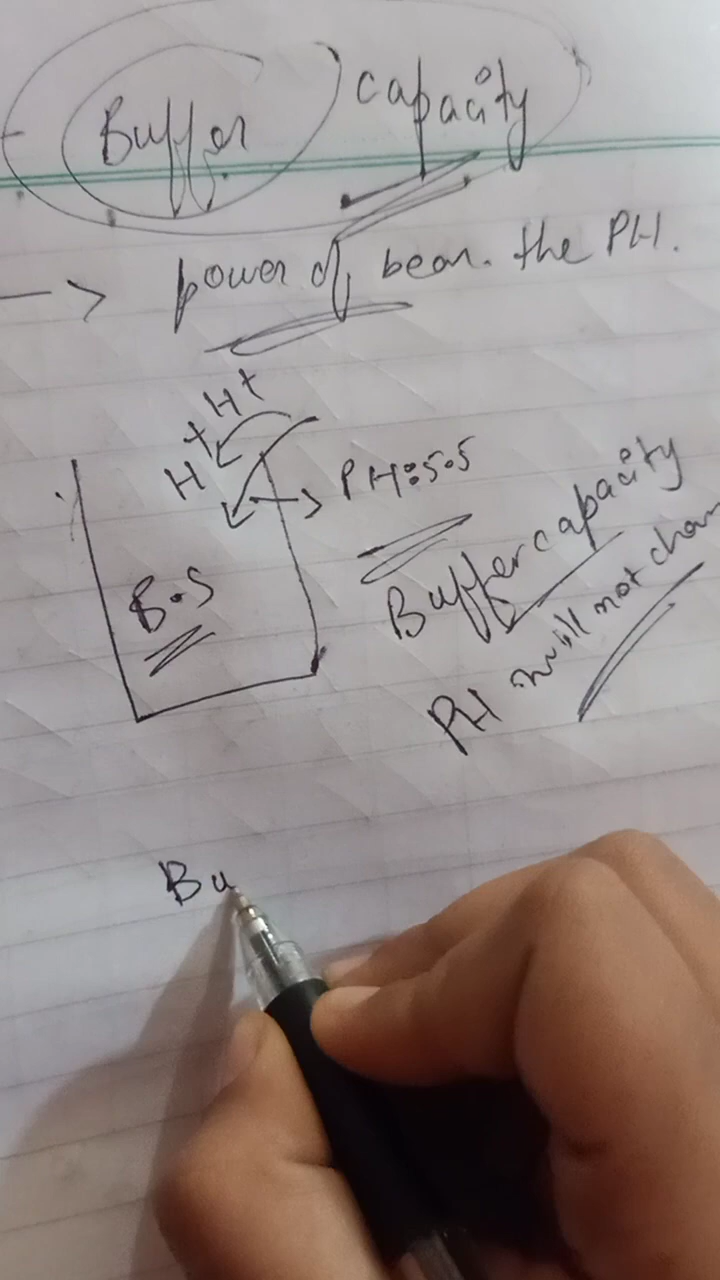 Buffer capacity
→ power of bear. the PH.
H+
H+
→ PH:5.5
B.S
Buffer capacity
PH will not chan
Bu